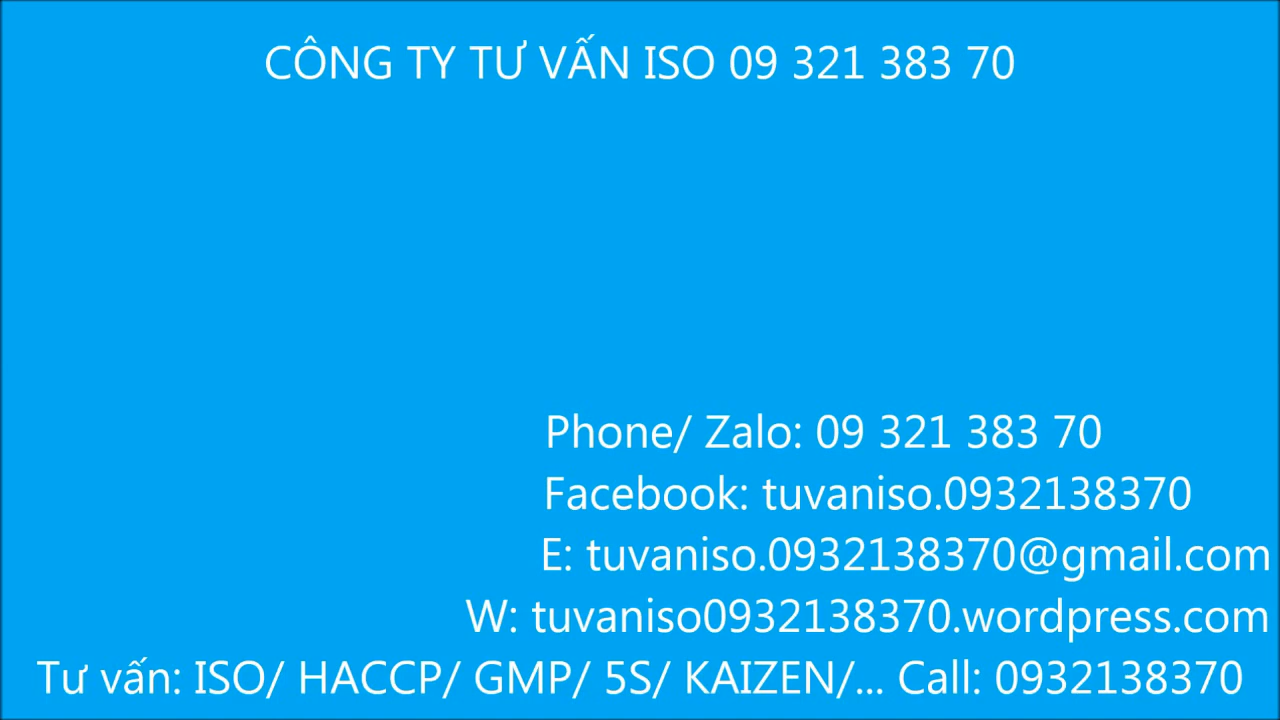 CÔNG TY TƯ VẤN ISO 09 321 383 70
Phone/ Zalo: 09 321 383 70
Facebook: tuvaniso.0932138370
E: tuvaniso.0932138370@gmail.com
W: tuvaniso0932138370.wordpress.com
Tư vấn: ISO/ HACCP/ GMP/ 5S/ KAIZEN/... Call: 0932138370